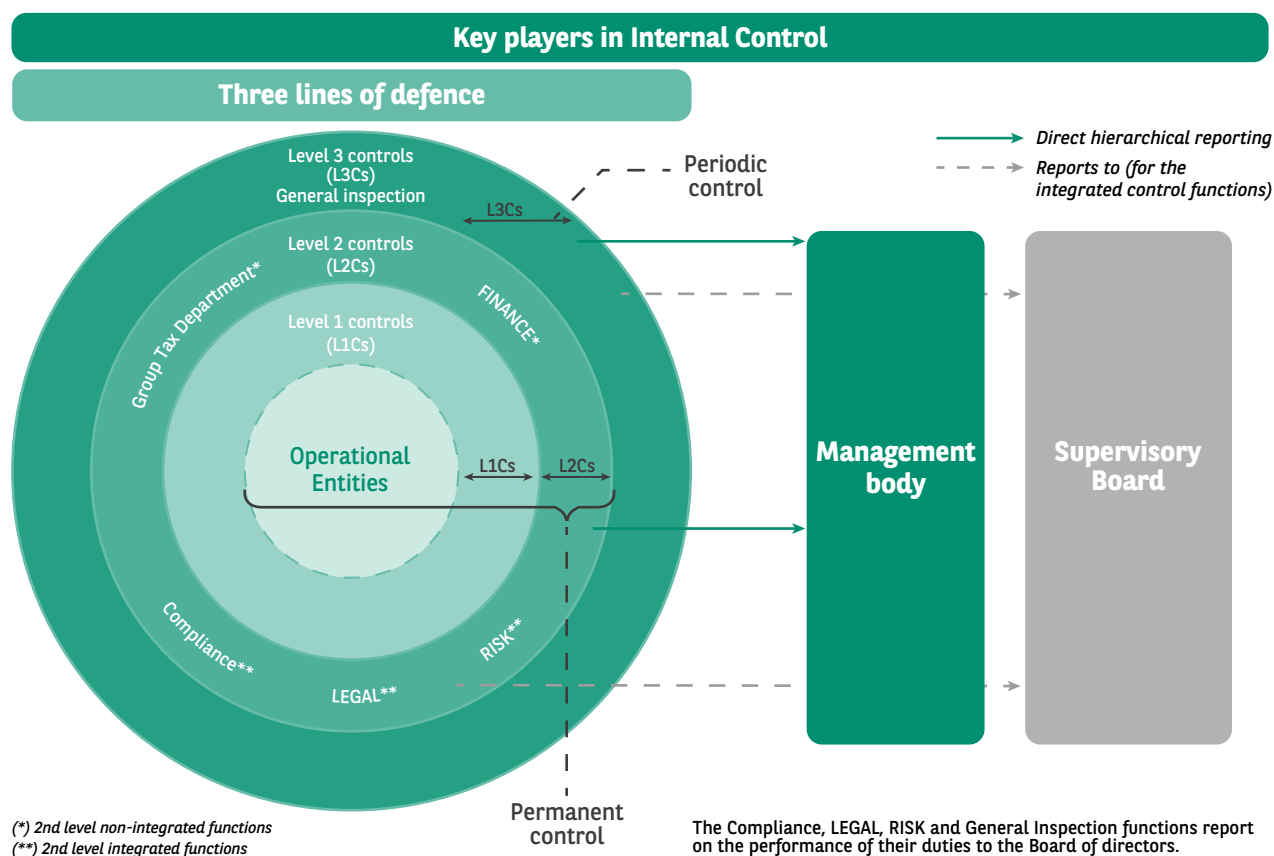 Key players in Internal Control
Three lines of defence
Level 3 controls
(L3Cs)
General inspection
L3Cs
Periodic
control
Direct hierarchical reporting
Reports to (for the
integrated control functions)
Level 2 controls
(L2Cs)
Group Tax Department*
FINANCE*
Level 1 controls
(L1Cs)
Operational
Entities
L1Cs
L2Cs
Management
body
Supervisory
Board
Compliance**
LEGAL**
RISK**
Permanent
control
(*) 2nd level non-integrated functions
(**) 2nd level integrated functions
The Compliance, LEGAL, RISK and General Inspection functions report
on the performance of their duties to the Board of directors.